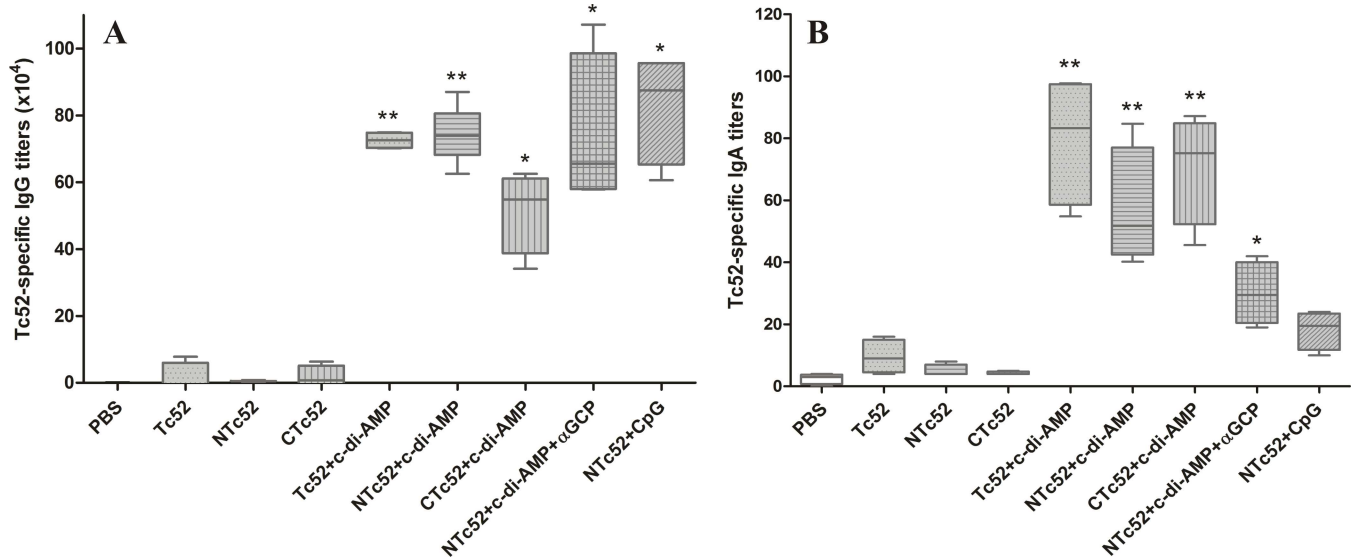 A
Tc52-specific IgG titers (x10⁴)
100
80
60
40
20
0
** ** * * *
PBS
Tc52
NTc52
CTc52
Tc52+c-di-AMP
NTc52+c-di-AMP
CTc52+c-di-AMP
NTc52+c-di-AMP+αGCP
NTc52+CpG
B
Tc52-specific IgA titers
120
100
80
60
40
20
0
** ** ** *
PBS
Tc52
NTc52
CTc52
Tc52+c-di-AMP
NTc52+c-di-AMP
CTc52+c-di-AMP
NTc52+c-di-AMP+αGCP
NTc52+CpG